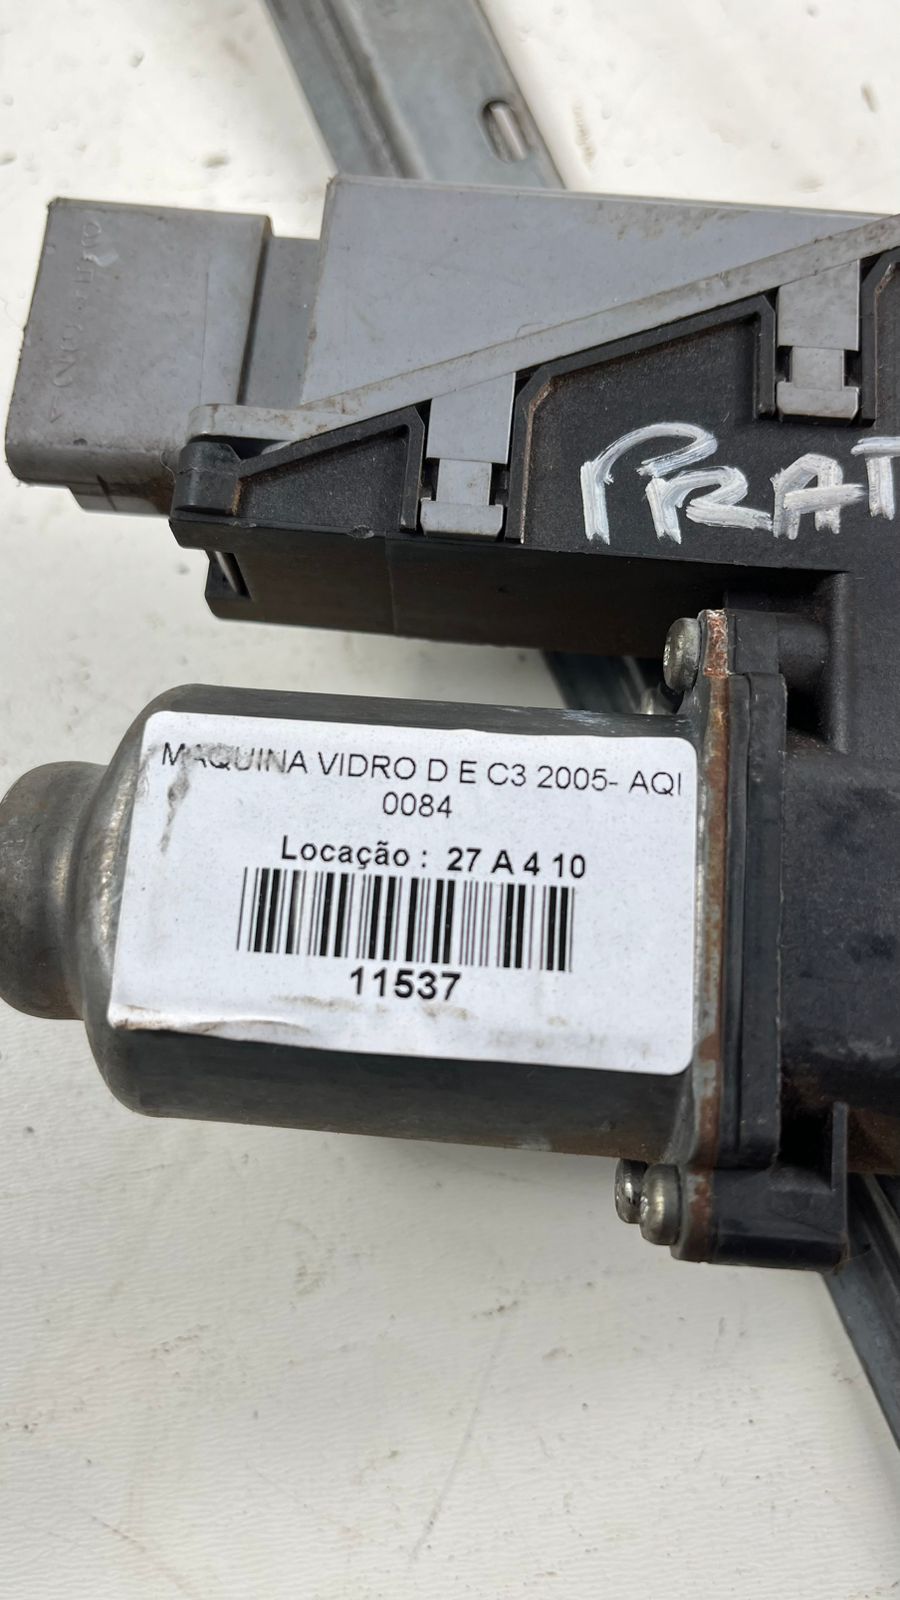 PRAT
MAQUINA VIDRO D E C3 2005- AQI
0084
Locação : 27 A 4 10
11537